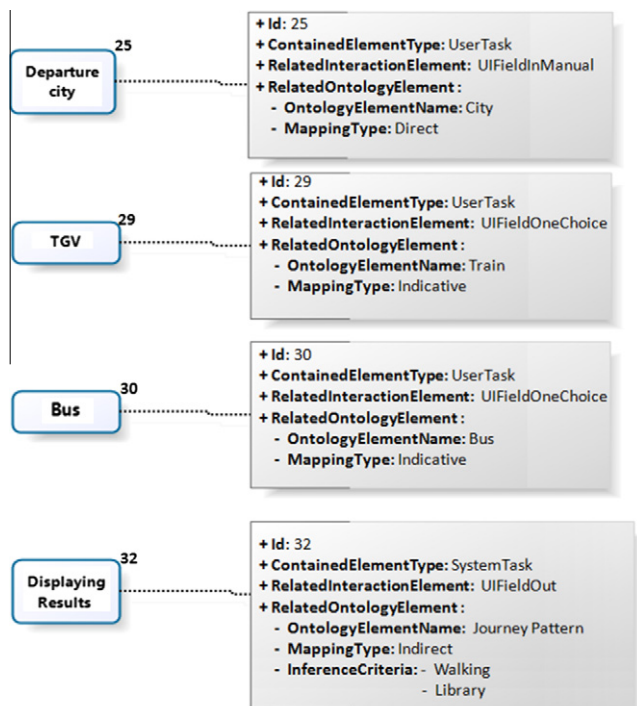 25
Departure
city
+ Id: 25
+ ContainedElementType: UserTask
+ RelatedInteractionElement: UIFieldInManual
+ RelatedOntologyElement :
- OntologyElementName: City
- MappingType: Direct
29
TGV
+ Id: 29
+ ContainedElementType: UserTask
+ RelatedInteractionElement: UIFieldOneChoice
+ RelatedOntologyElement :
- OntologyElementName: Train
- MappingType: Indicative
30
Bus
+ Id: 30
+ ContainedElementType: UserTask
+ RelatedInteractionElement: UIFieldOneChoice
+ RelatedOntologyElement :
- OntologyElementName: Bus
- MappingType: Indicative
32
Displaying
Results
+ Id: 32
+ ContainedElementType: SystemTask
+ RelatedInteractionElement: UIFieldOut
+ RelatedOntologyElement :
- OntologyElementName: Journey Pattern
- MappingType: Indirect
- InferenceCriteria: - Walking
- Library